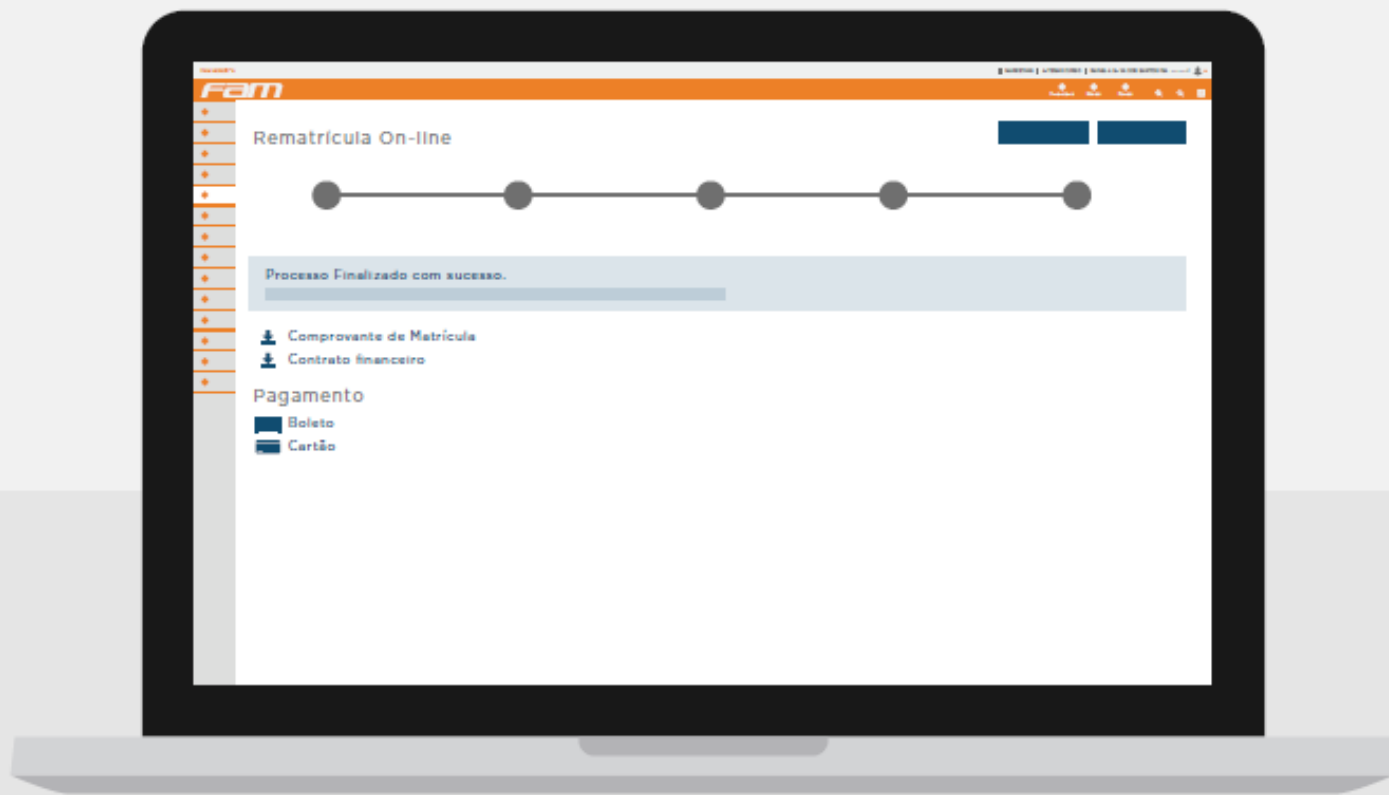 Fam
Rematrícula On-line
Processo Finalizado com sucesso.
Comprovante de Matrícula
Contrato financeiro
Pagamento
Boleto
Cartão